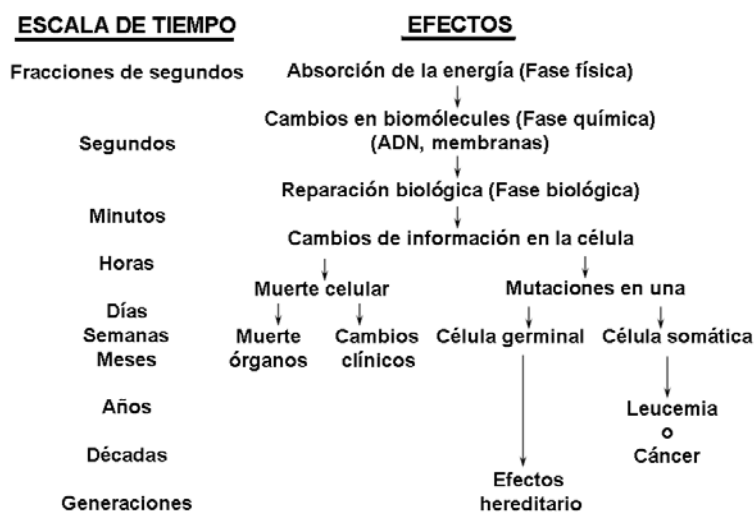 ESCALA DE TIEMPO EFECTOS
Fracciones de segundos Absorción de la energía (Fase física)
Cambios en biomólecules (Fase química)
Segundos (ADN, membranas)
Reparación biológica (Fase biológica)
Minutos
Cambios de información en la célula
Horas
Muerte celular Mutaciones en una
Días
Semanas Muerte Cambios Célula germinal Célula somática
Meses órganos clínicos
Años Leucemia
o
Décadas Cáncer
Efectos
Generaciones hereditario